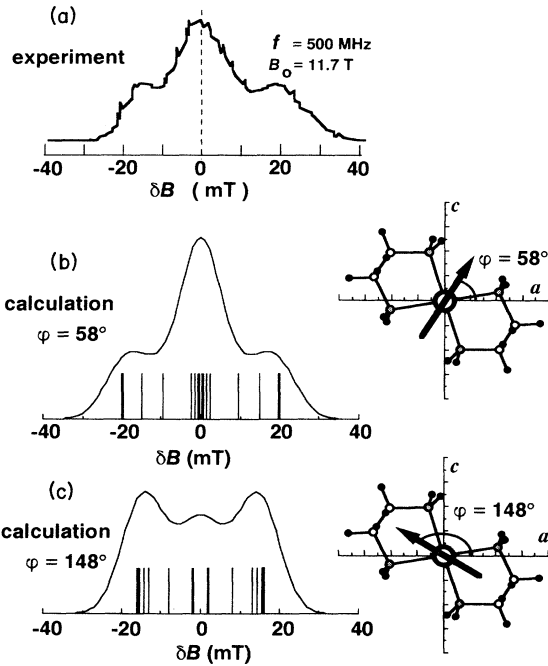 (a)
experiment
f = 500 MHz
Bo = 11.7 T
-40 -20 0 20 40
δB ( mT)
(b)
calculation
φ = 58°
-40 -20 0 20 40
δB (mT)
c
φ = 58°
a
(c)
calculation
φ = 148°
-40 -20 0 20 40
δB (mT)
c
φ = 148°
a